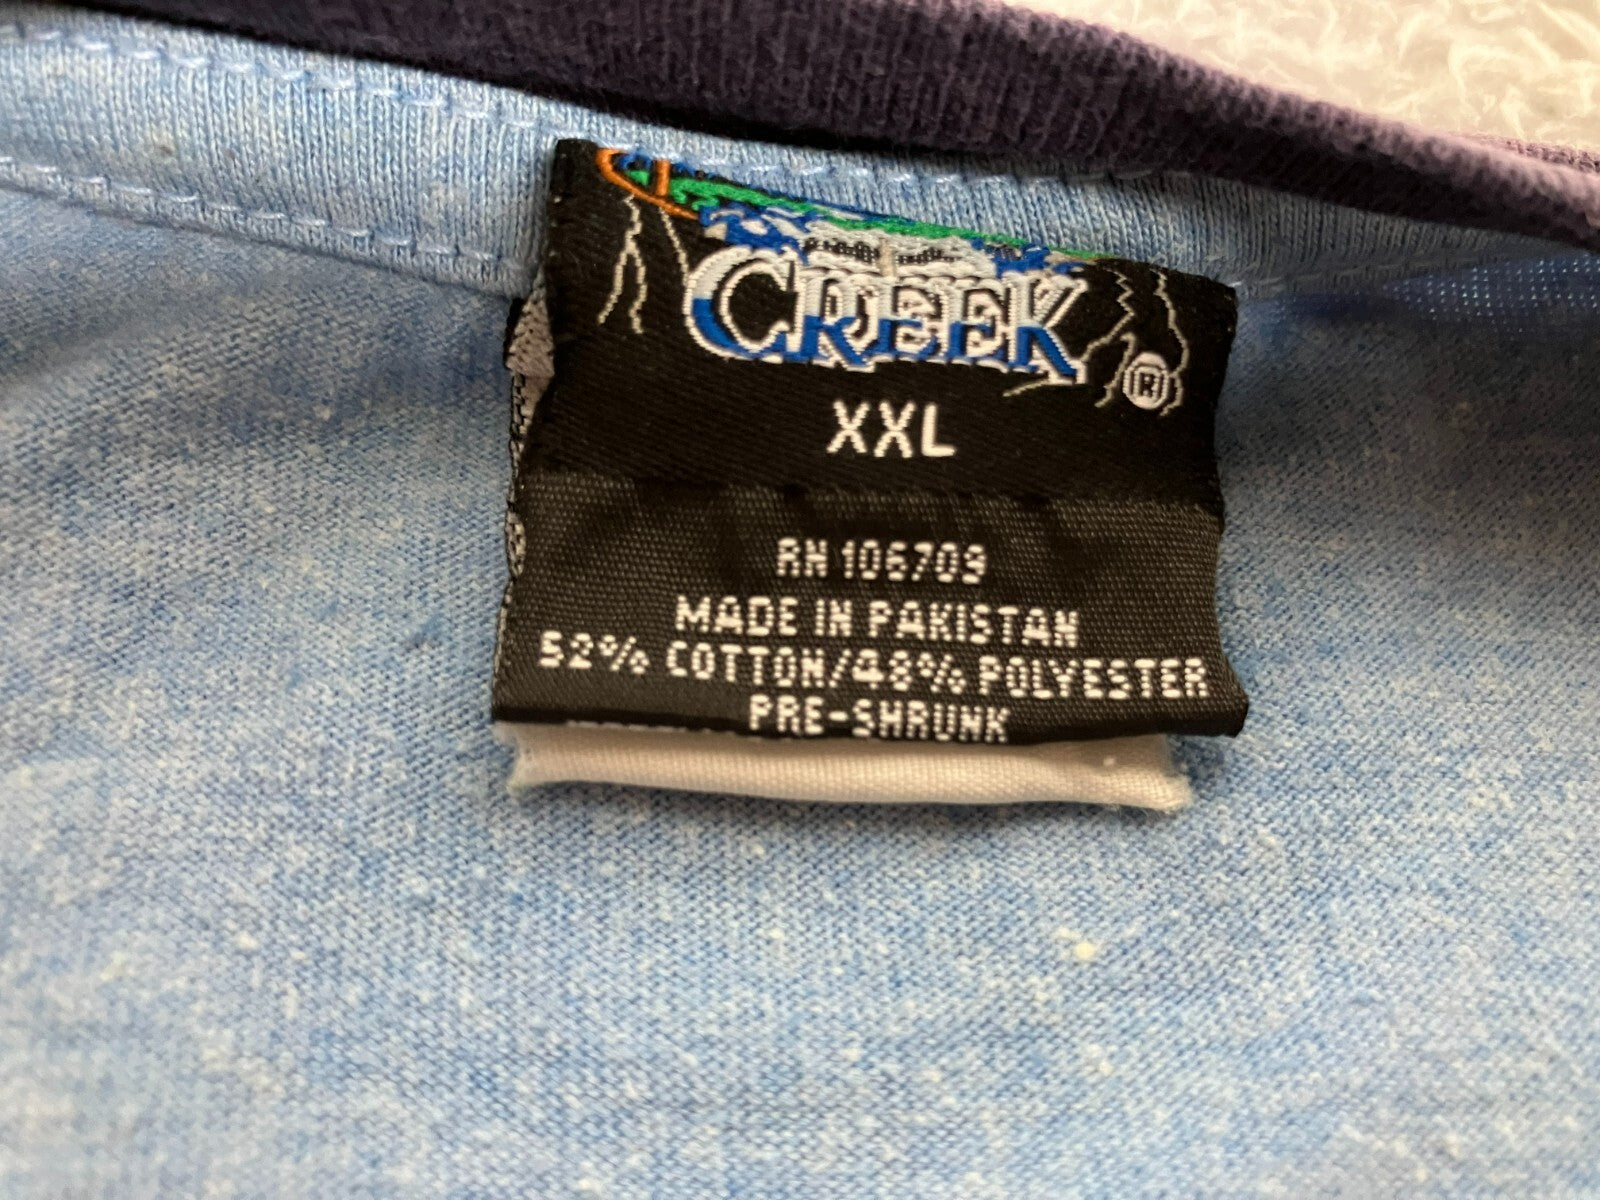 CREEK
®
XXL
RN 106709
MADE IN PAKISTAN
52% COTTON/48% POLYESTER
PRE-SHRUNK